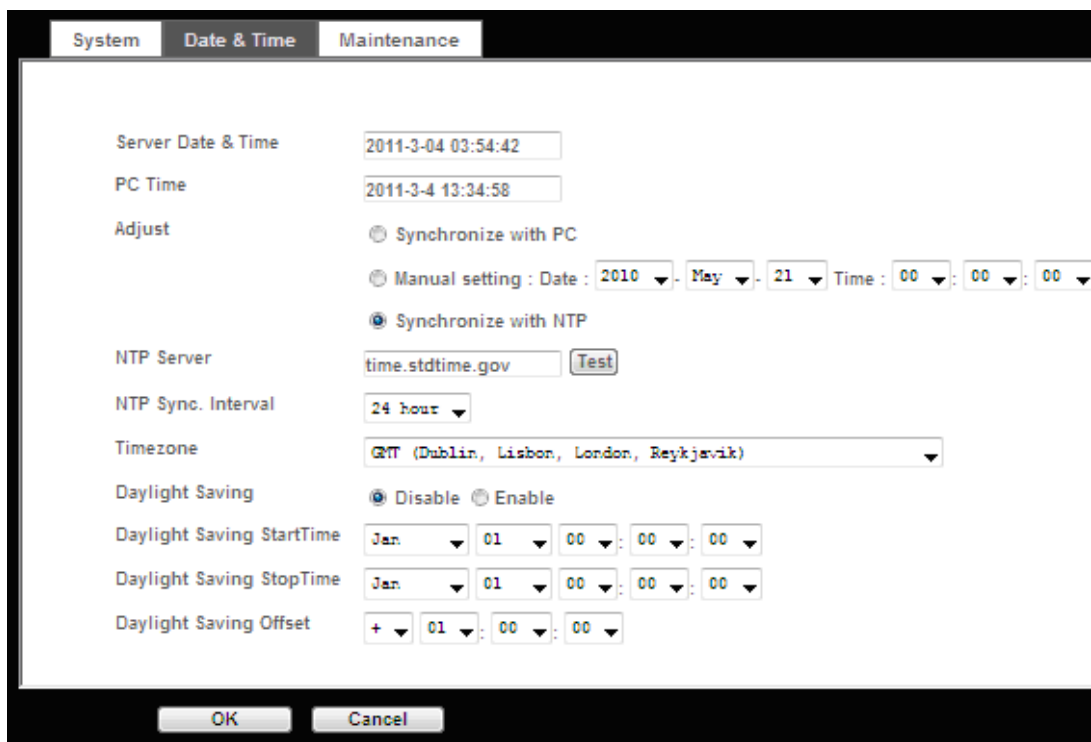 System Date & Time Maintenance
Server Date & Time 2011-3-04 03:54:42
PC Time 2011-3-4 13:34:58
Adjust Synchronize with PC
Manual setting : Date : 2010 - May - 21 Time : 00 : 00 : 00
Synchronize with NTP
NTP Server time.stdtime.gov Test
NTP Sync. Interval 24 hour
Timezone GMT (Dublin, Lisbon, London, Reykjavik)
Daylight Saving Disable Enable
Daylight Saving StartTime Jan 01 00 : 00 : 00
Daylight Saving StopTime Jan 01 00 : 00 : 00
Daylight Saving Offset + 01 : 00 : 00
OK Cancel